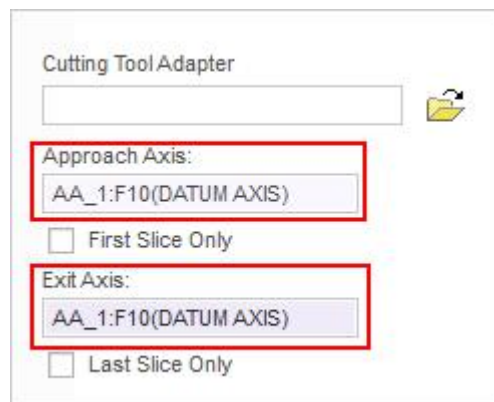 Cutting Tool Adapter
Approach Axis:
AA_1:F10(DATUM AXIS)
First Slice Only
Exit Axis:
AA_1:F10(DATUM AXIS)
Last Slice Only